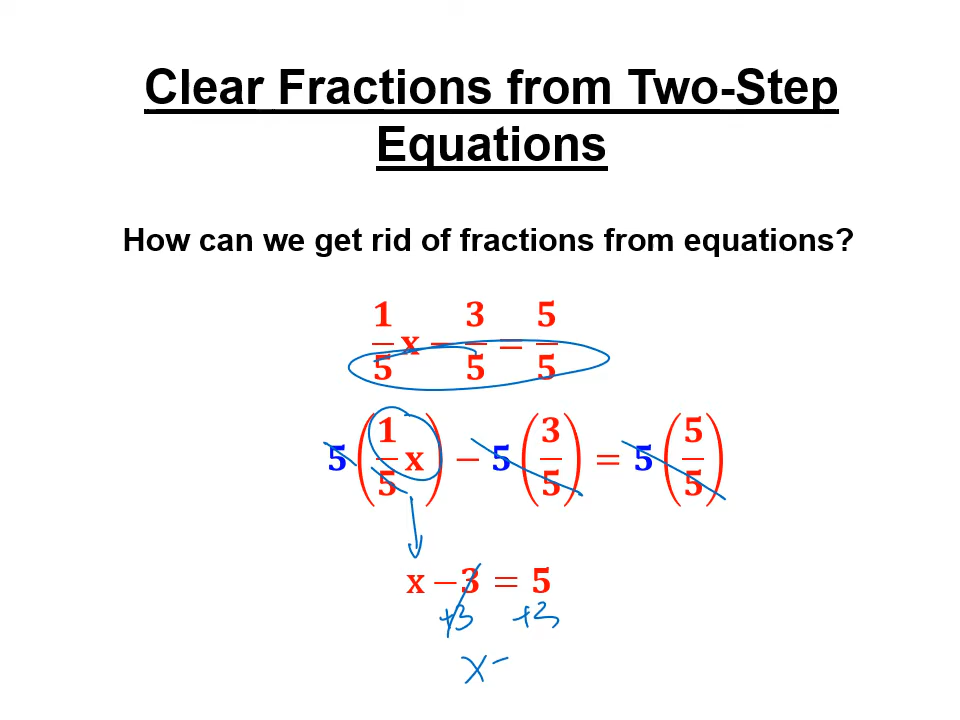 Clear Fractions from Two-Step
Equations
How can we get rid of fractions from equations?
1/5 x − 3/5 = 5/5
5(1/5 x) − 5(3/5) = 5(5/5)
x − 3 = 5
+3 +3
x =